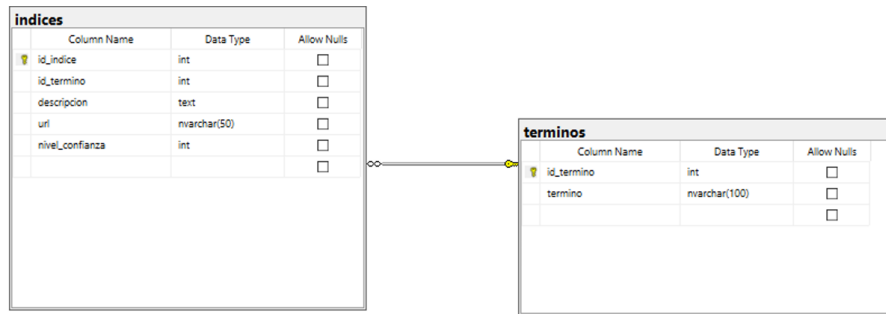 indices
Column Name Data Type Allow Nulls
id_indice int
id_termino int
descripcion text
url nvarchar(50)
nivel_confianza int
terminos
Column Name Data Type Allow Nulls
id_termino int
termino nvarchar(100)